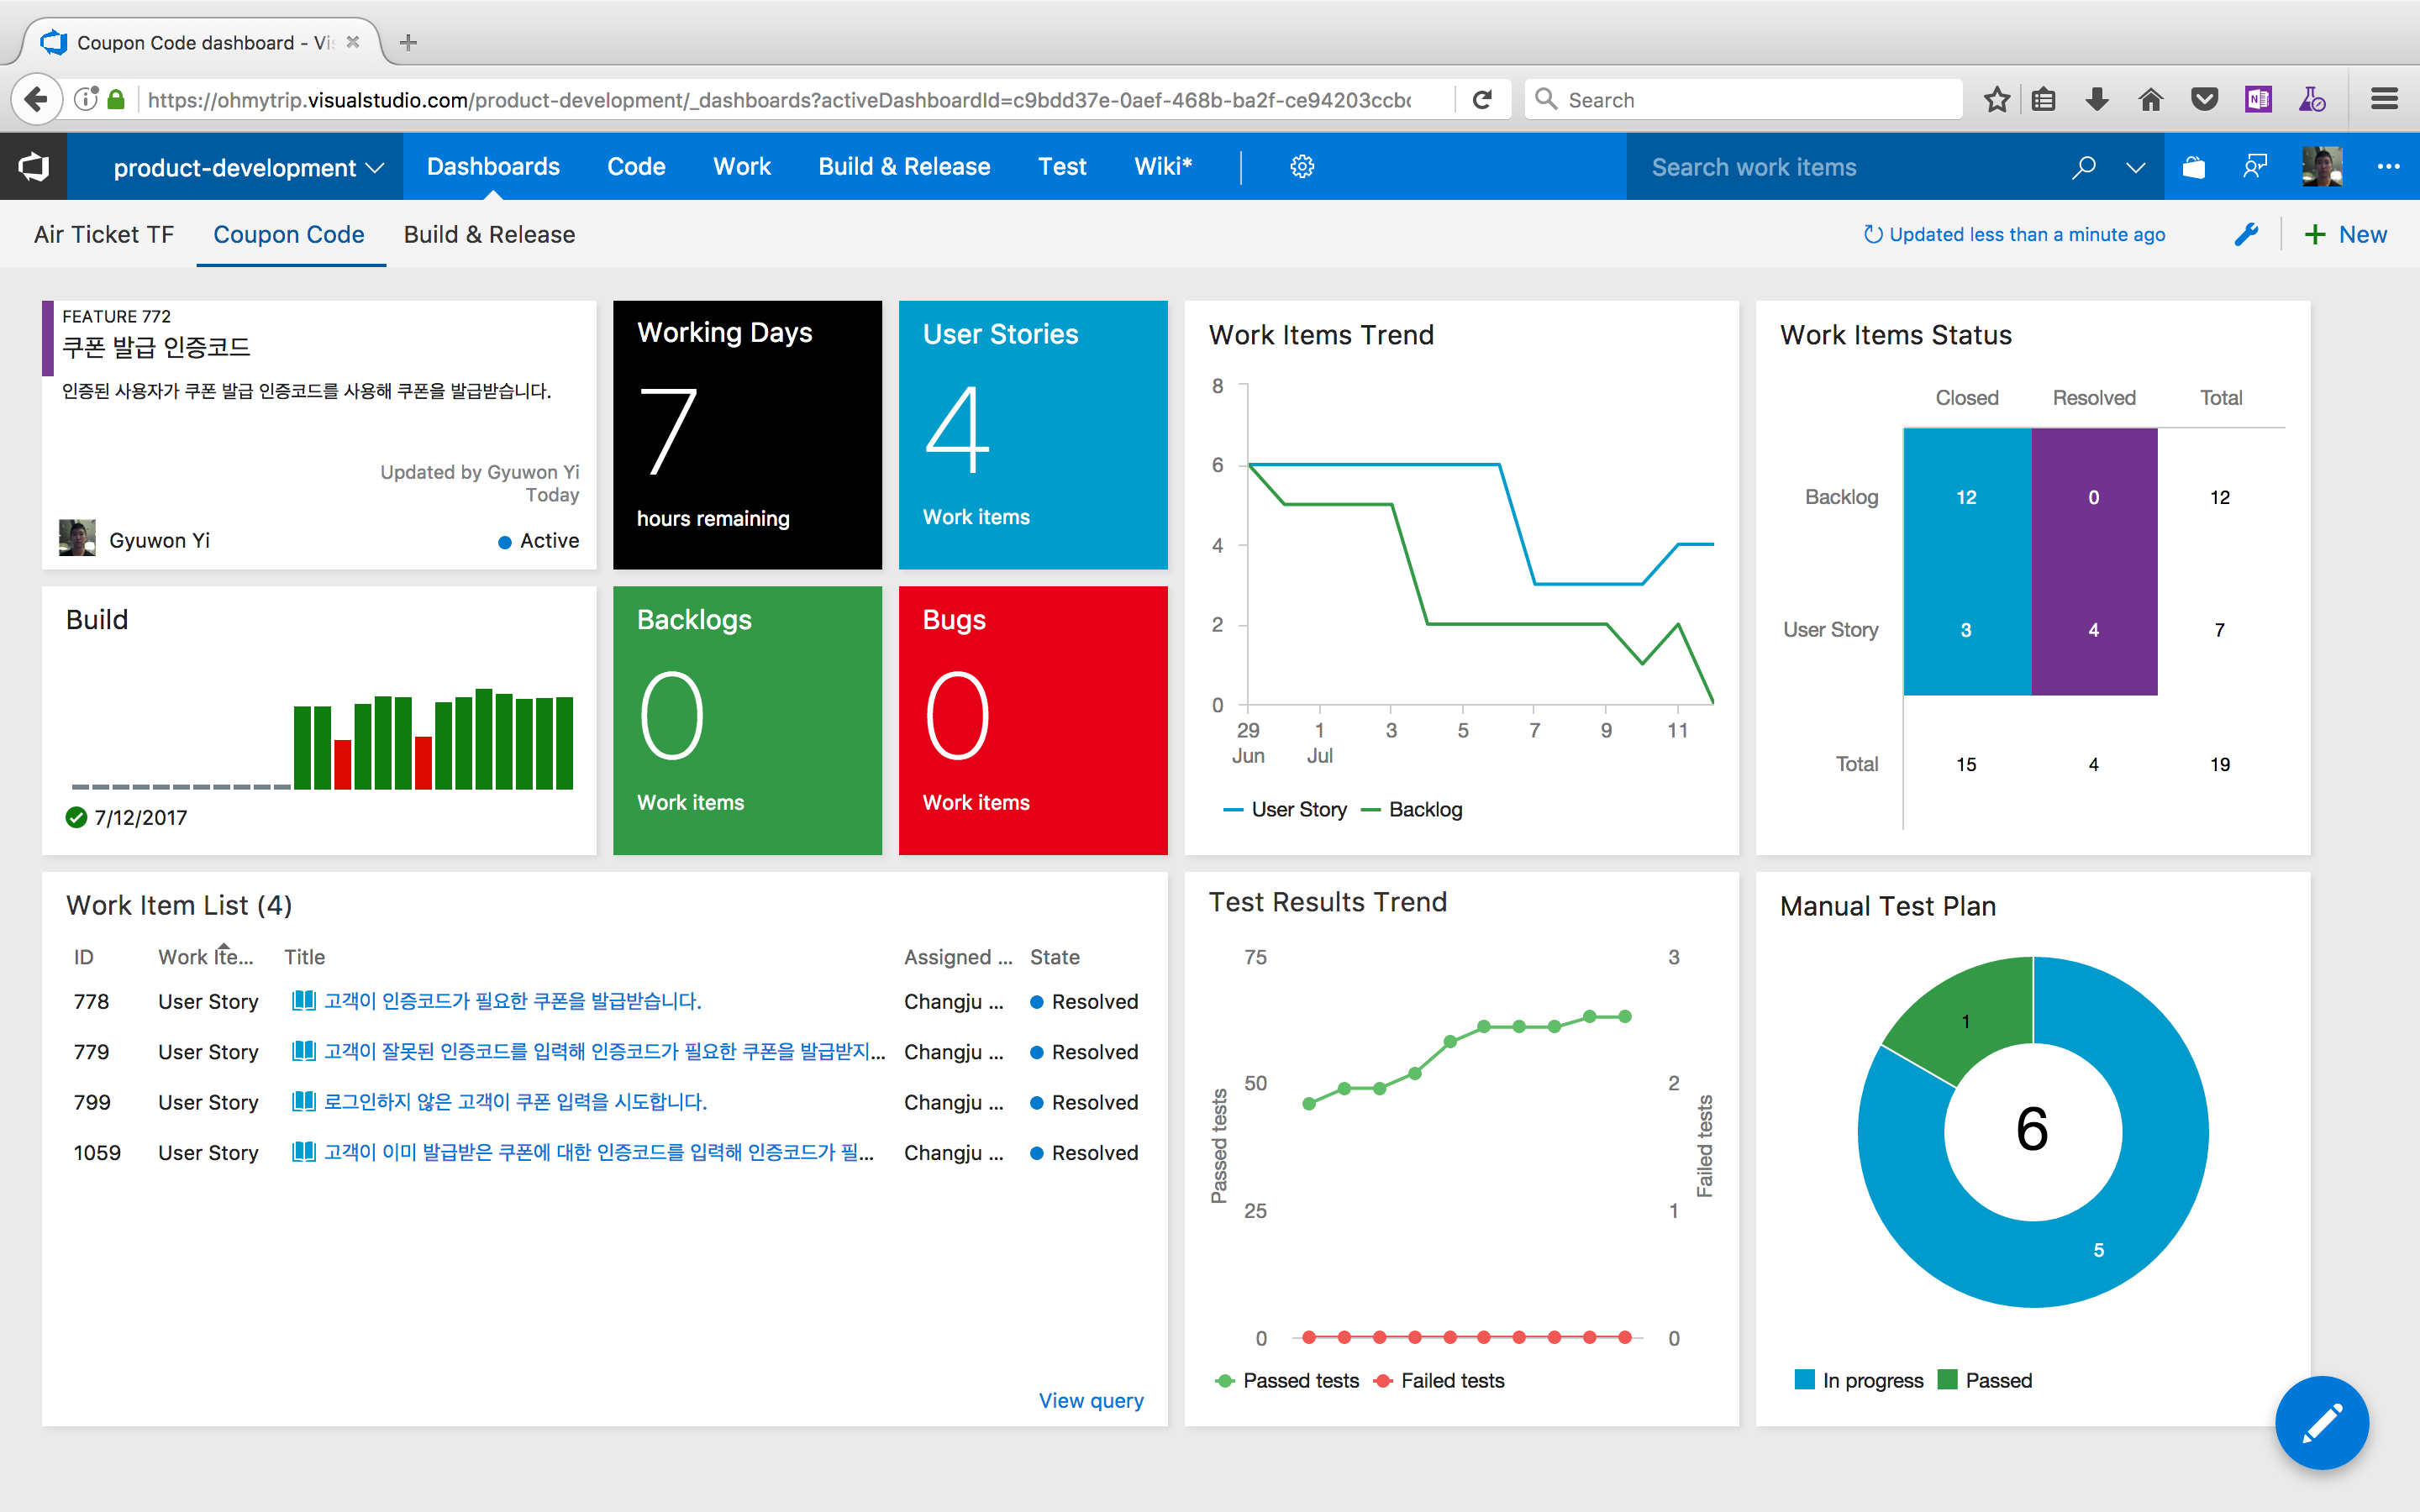 Coupon Code dashboard - Vi
https://ohmytrip.visualstudio.com/product-development/_dashboards?activeDashboardId=c9bdd37e-0aef-468b-ba2f-ce94203ccbc
Search
product-development
Dashboards Code Work Build & Release Test Wiki*
Search work items
Air Ticket TF Coupon Code Build & Release
Updated less than a minute ago
New
FEATURE 772
쿠폰 발급 인증코드
인증된 사용자가 쿠폰 발급 인증코드를 사용해 쿠폰을 발급받습니다.
Updated by Gyuwon Yi
Today
Gyuwon Yi
Active
Working Days
7
hours remaining
User Stories
4
Work items
Work Items Trend
8
6
4
2
0
29 1 3 5 7 9 11
Jun Jul
User Story Backlog
Work Items Status
Closed Resolved Total
Backlog 12 0 12
User Story 3 4 7
Total 15 4 19
Build
7/12/2017
Backlogs
0
Work items
Bugs
0
Work items
Work Item List (4)
ID Work Ite... Title Assigned ... State
778 User Story 고객이 인증코드가 필요한 쿠폰을 발급받습니다. Changju ... Resolved
779 User Story 고객이 잘못된 인증코드를 입력해 인증코드가 필요한 쿠폰을 발급받지... Changju ... Resolved
799 User Story 로그인하지 않은 고객이 쿠폰 입력을 시도합니다. Changju ... Resolved
1059 User Story 고객이 이미 발급받은 쿠폰에 대한 인증코드를 입력해 인증코드가 필... Changju ... Resolved
View query
Test Results Trend
75 3
50 2
25 1
0 0
Passed tests
Failed tests
Passed tests Failed tests
Manual Test Plan
1
6
5
In progress Passed